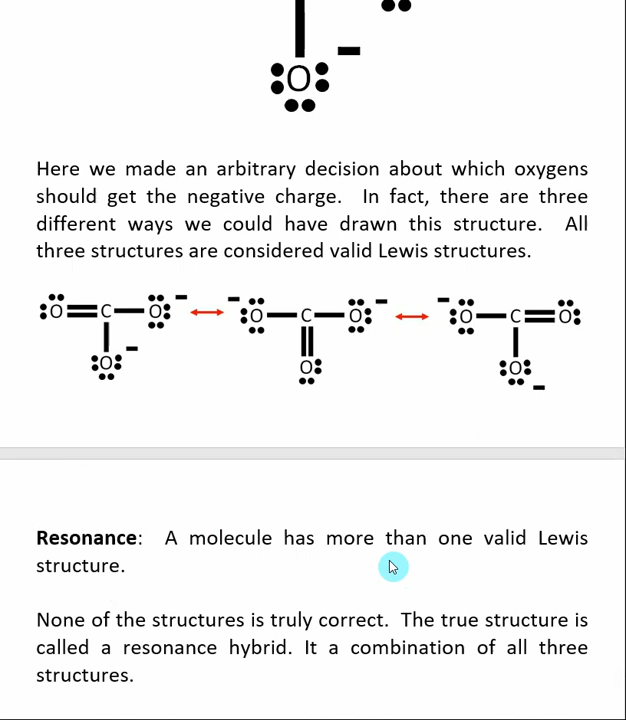 O
Here we made an arbitrary decision about which oxygens
should get the negative charge. In fact, there are three
different ways we could have drawn this structure. All
three structures are considered valid Lewis structures.
O C O O C O O C O
O O O
Resonance: A molecule has more than one valid Lewis
structure.
None of the structures is truly correct. The true structure is
called a resonance hybrid. It a combination of all three
structures.